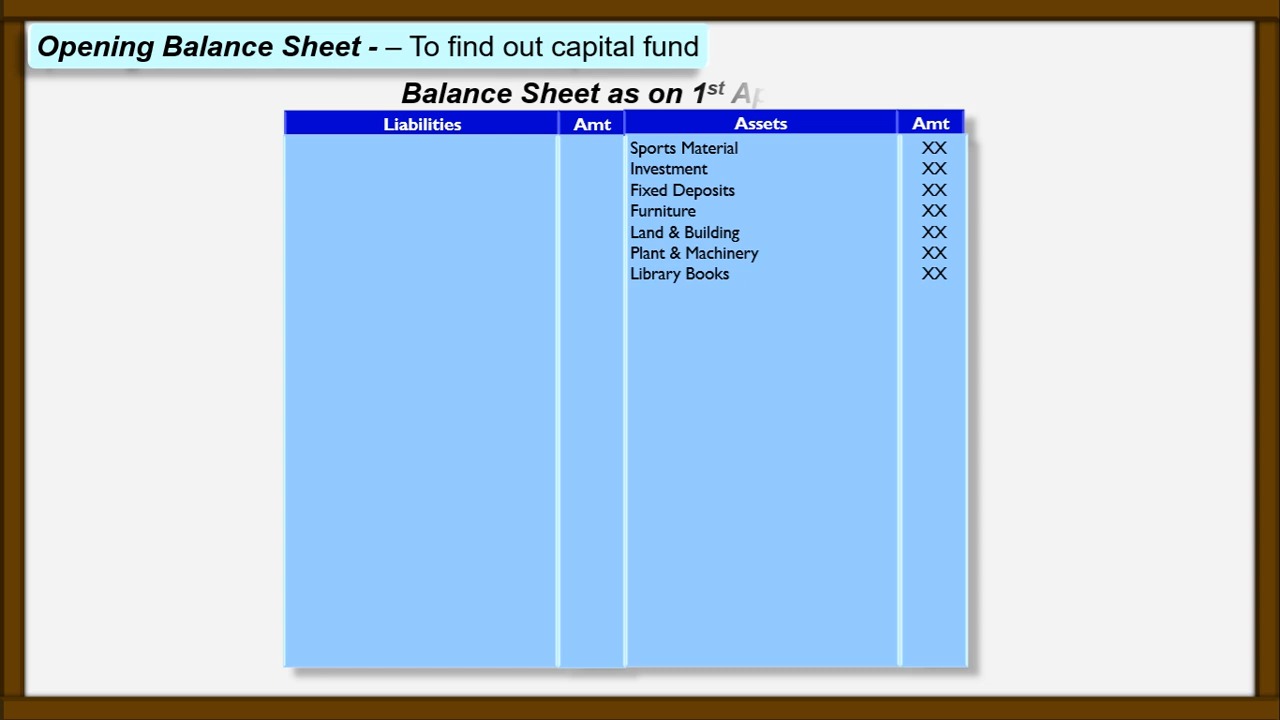 Opening Balance Sheet - – To find out capital fund
Balance Sheet as on 1st Ap
Liabilities Amt Assets Amt
Sports Material XX
Investment XX
Fixed Deposits XX
Furniture XX
Land & Building XX
Plant & Machinery XX
Library Books XX